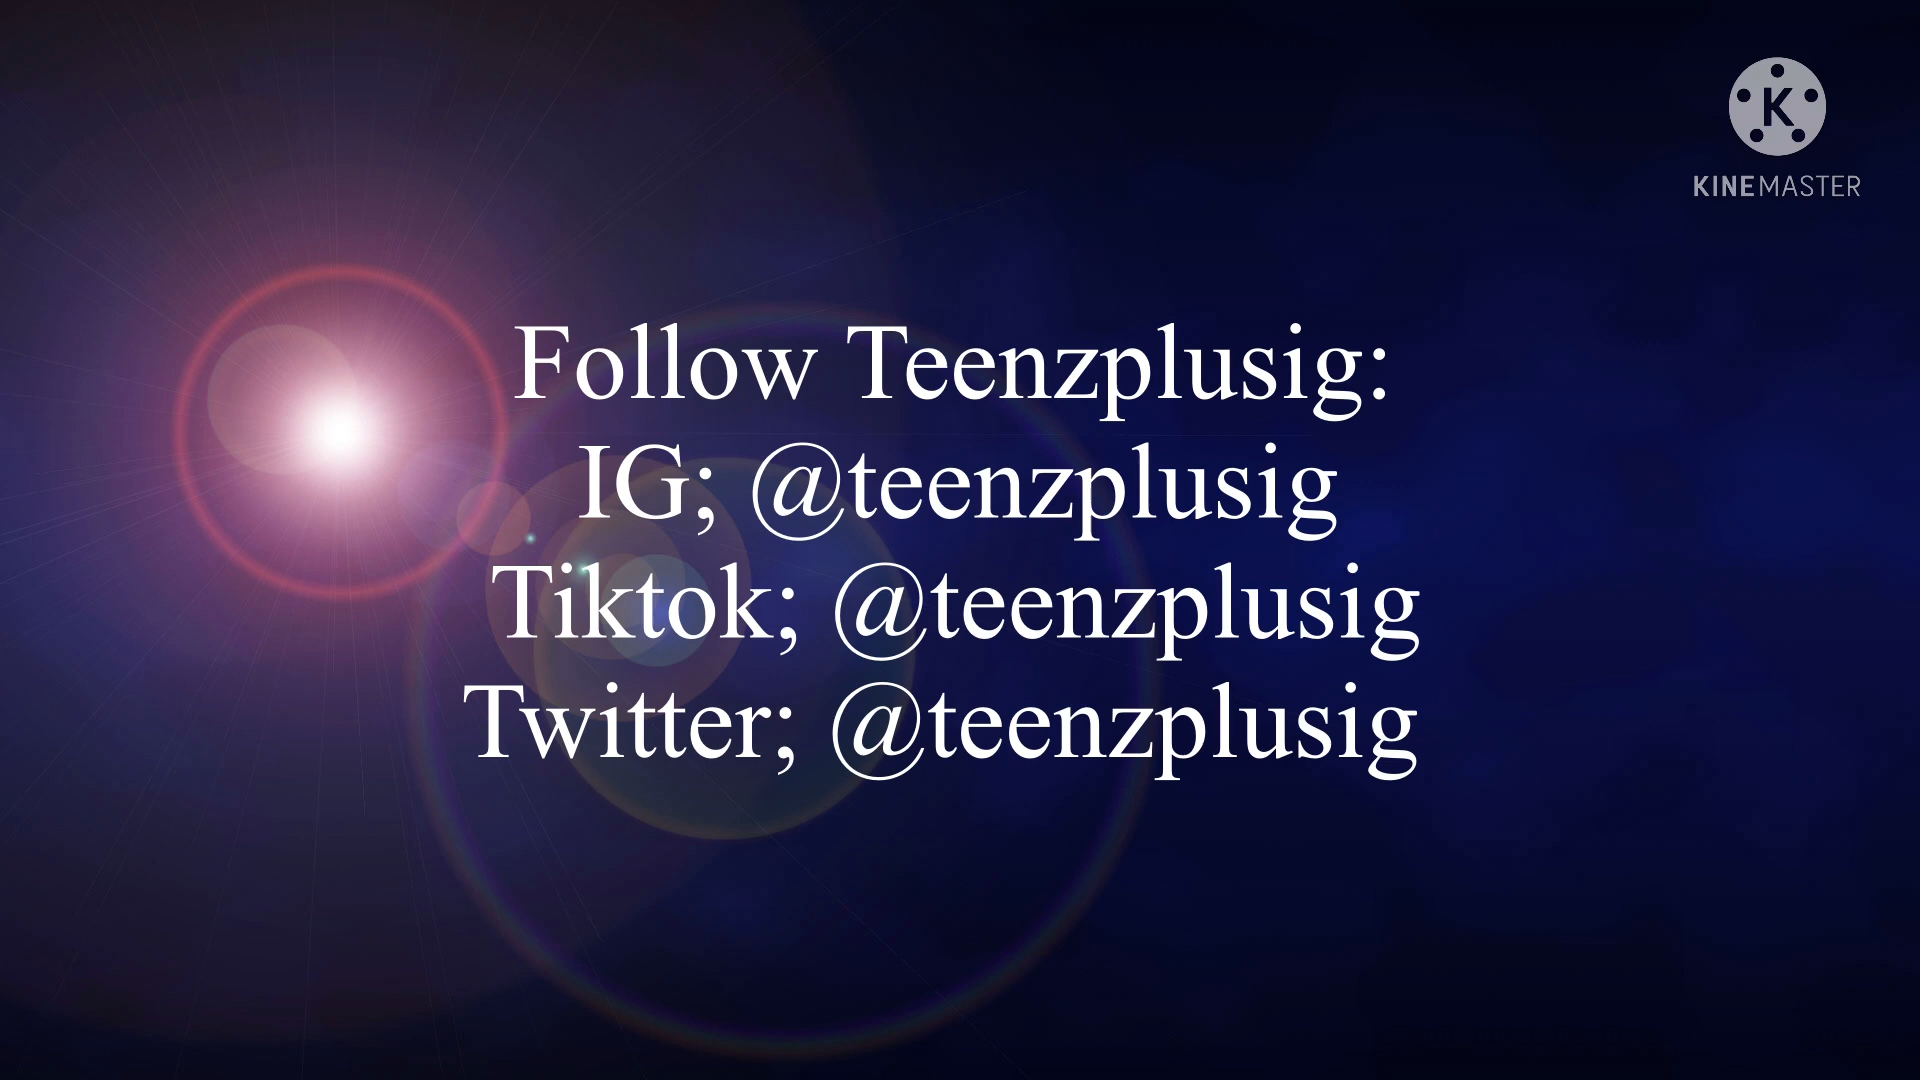 K
KINEMASTER
Follow Teenzplusig:
IG; @teenzplusig
Tiktok; @teenzplusig
Twitter; @teenzplusig